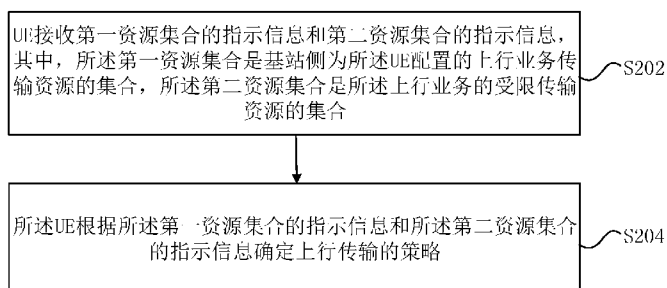 UE接收第一资源集合的指示信息和第二资源集合的指示信息，
其中，所述第一资源集合是基站侧为所述UE配置的上行业务传
输资源的集合，所述第二资源集合是所述上行业务的受限传输
资源的集合
S202
所述UE根据所述第一资源集合的指示信息和所述第二资源集合
的指示信息确定上行传输的策略
S204